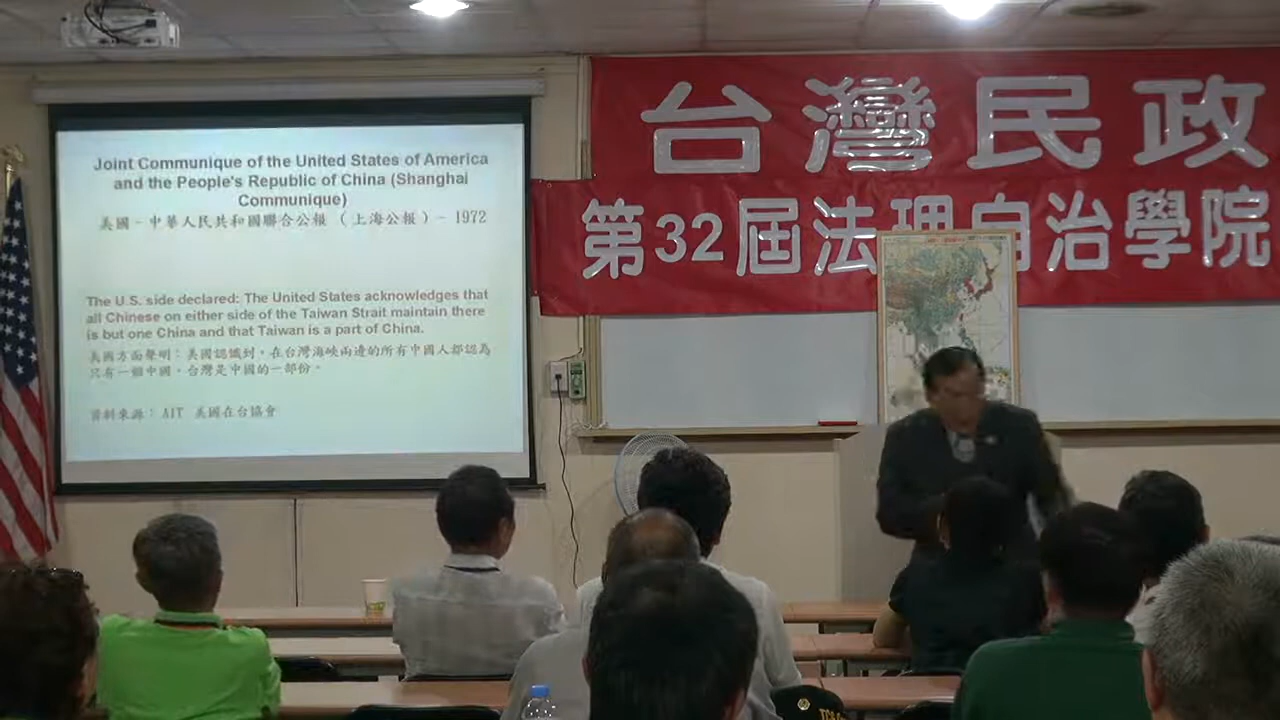 Joint Communique of the United States of America
and the People's Republic of China (Shanghai
Communique)
美國 - 中華人民共和國聯合公報 （上海公報）- 1972
The U.S. side declared: The United States acknowledges that
all Chinese on either side of the Taiwan Strait maintain there
is but one China and that Taiwan is a part of China.
美國方面聲明：美國認識到，在台灣海峽兩邊的所有中國人都認為
只有一個中國，台灣是中國的一部份。
資料來源： AIT 美國在台協會
台灣民政
第32屆法理自治學院